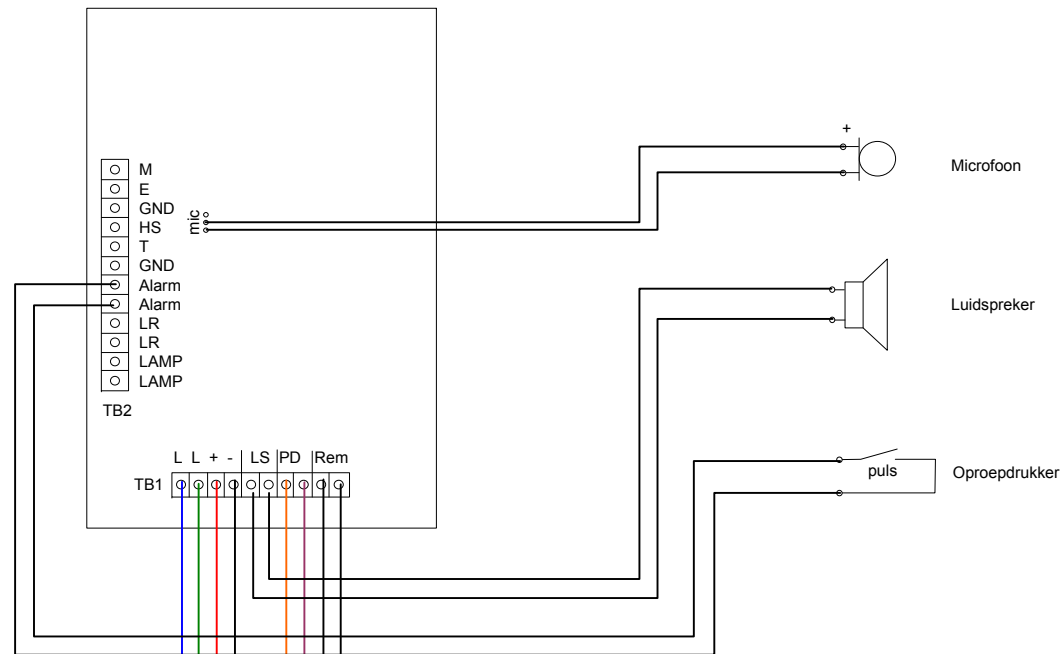 +
Microfoon
M
E
GND
HS
T
GND
Alarm
Alarm
LR
LR
LAMP
LAMP
mic
TB2
Luidspreker
L L + - LS PD Rem
TB1
puls
Oproepdrukker